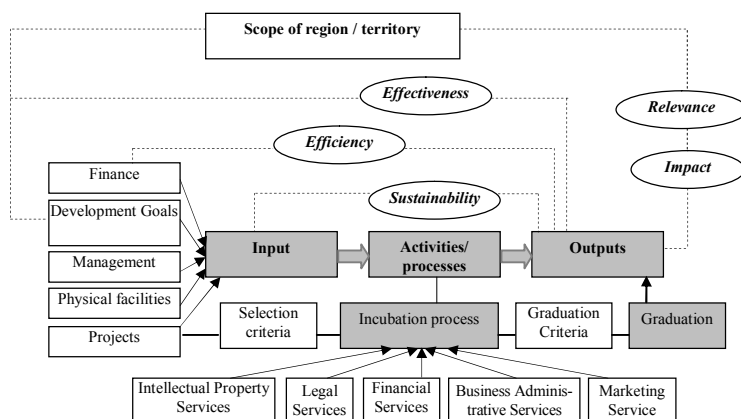 Scope of region / territory
Effectiveness
Relevance
Efficiency
Impact
Finance
Sustainability
Development Goals
Input
Activities/
processes
Outputs
Management
Physical facilities
Projects
Selection
criteria
Incubation process
Graduation
Criteria
Graduation
Intellectual Property
Services
Legal
Services
Financial
Services
Business Adminis-
trative Services
Marketing
Service